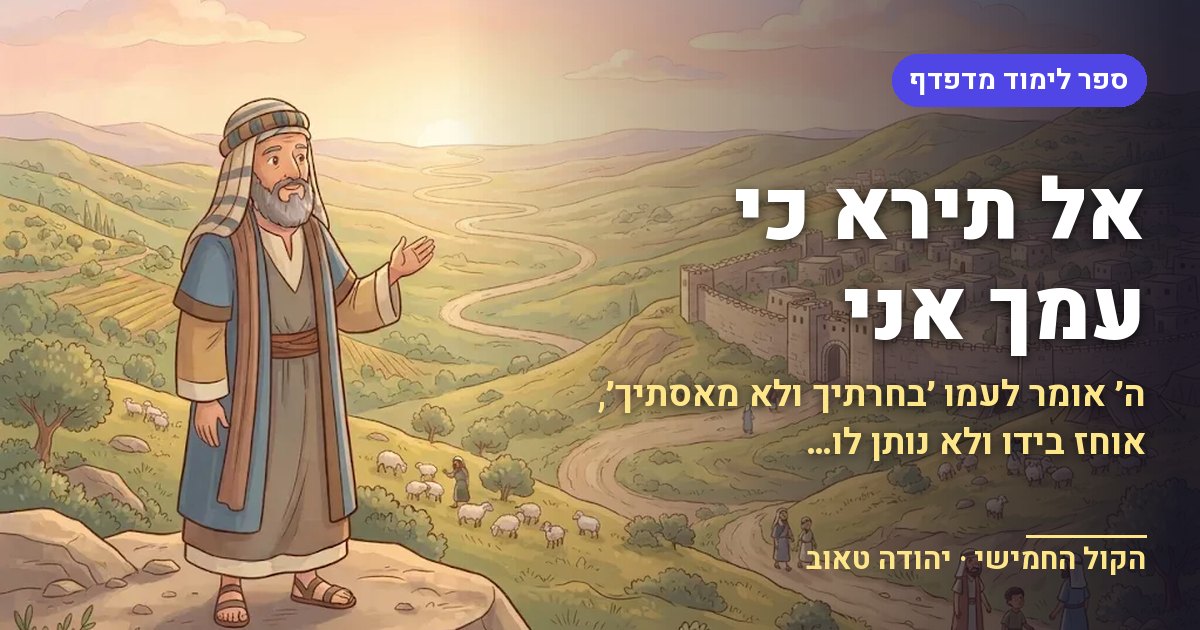 ספר לימוד מדפדף
אל תירא כי
עמך אני
ה׳ אומר לעמו ׳בחרתיך ולא מאסתיך׳,
אוחז בידו ולא נותן לו...
הקול החמישי · יהודה טאוב